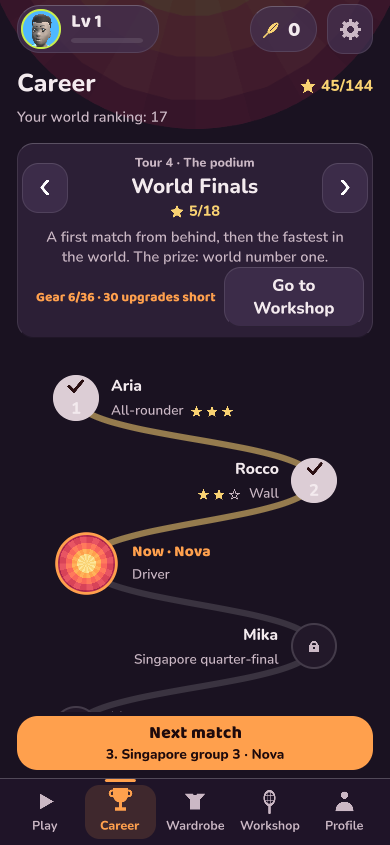 Lv 1
0
Career
45/144
Your world ranking: 17
Tour 4 · The podium
World Finals
5/18
A first match from behind, then the fastest in
the world. The prize: world number one.
Gear 6/36 · 30 upgrades short
Go to
Workshop
1
Aria
All-rounder
Rocco
Wall
2
Now · Nova
Driver
Mika
Singapore quarter-final
Next match
3. Singapore group 3 · Nova
Play
Career
Wardrobe
Workshop
Profile